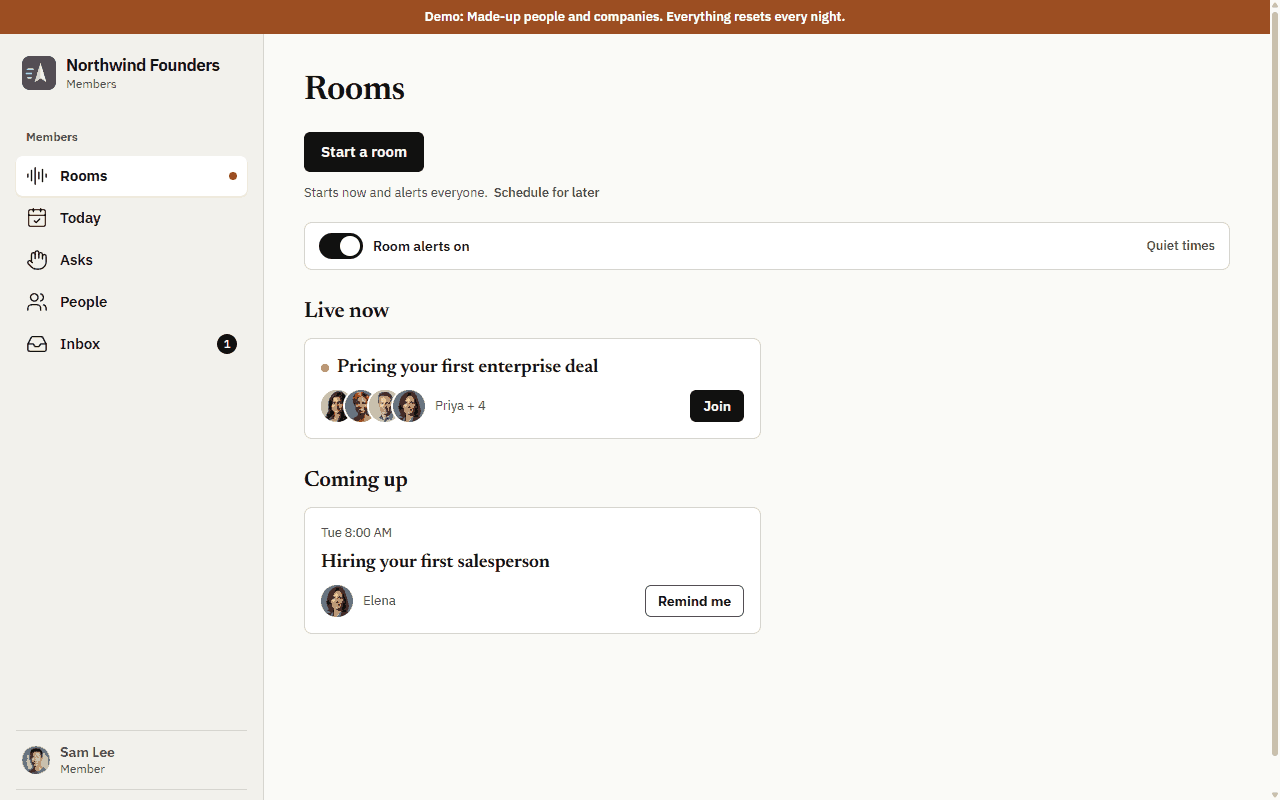 Demo: Made-up people and companies. Everything resets every night.
Northwind Founders
Members
Members
Rooms
Today
Asks
People
Inbox
1
Sam Lee
Member
Rooms
Start a room
Starts now and alerts everyone. Schedule for later
Room alerts on
Quiet times
Live now
Pricing your first enterprise deal
Priya + 4
Join
Coming up
Tue 8:00 AM
Hiring your first salesperson
Elena
Remind me